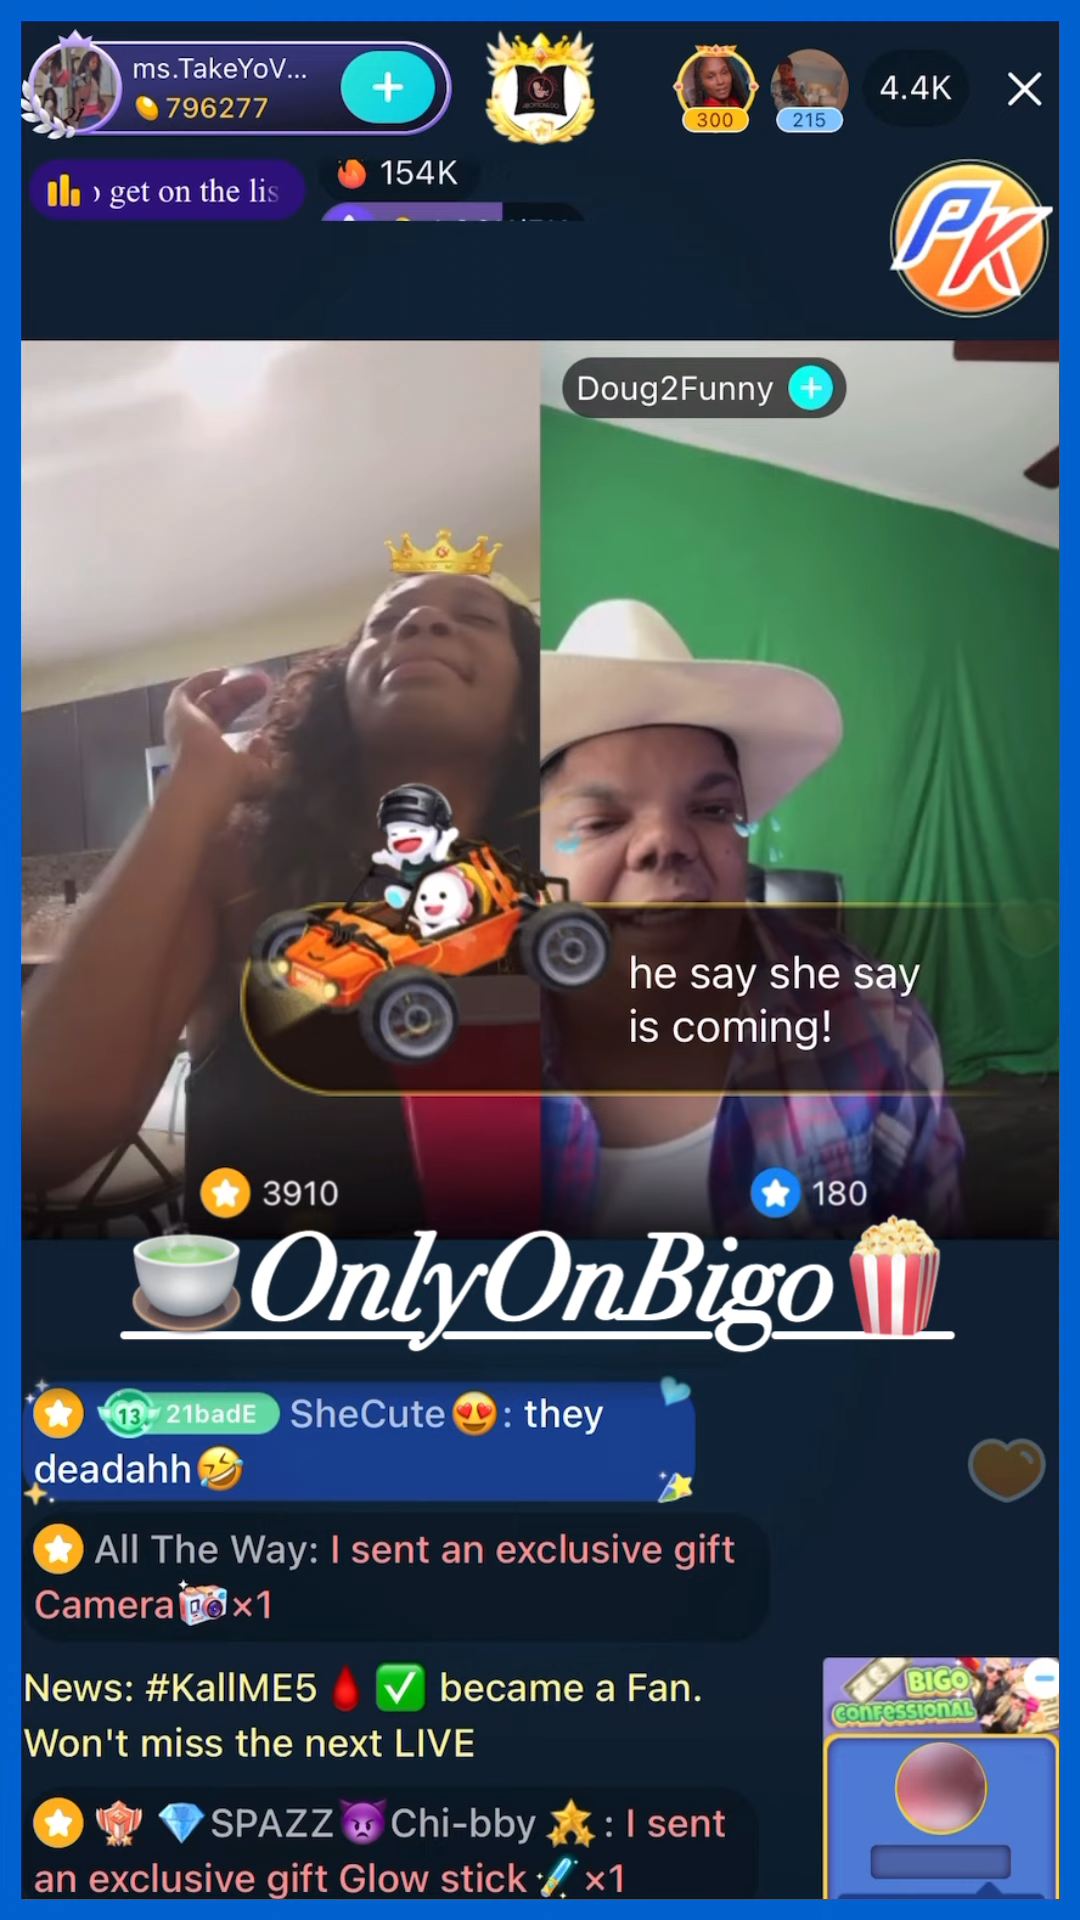 ms.TakeYoV...
796277
300
215
4.4K
get on the lis
154K
PK
Doug2Funny
he say she say
is coming!
3910
180
OnlyOnBigo
13 21badE SheCute😍: they
deadahh🤣
All The Way: I sent an exclusive gift
Camera📷×1
News: #KallME5🩸✅ became a Fan.
Won't miss the next LIVE
BIGO
CONFESSIONAL
💎SPAZZ😈Chi-bby⭐: I sent
an exclusive gift Glow stick×1